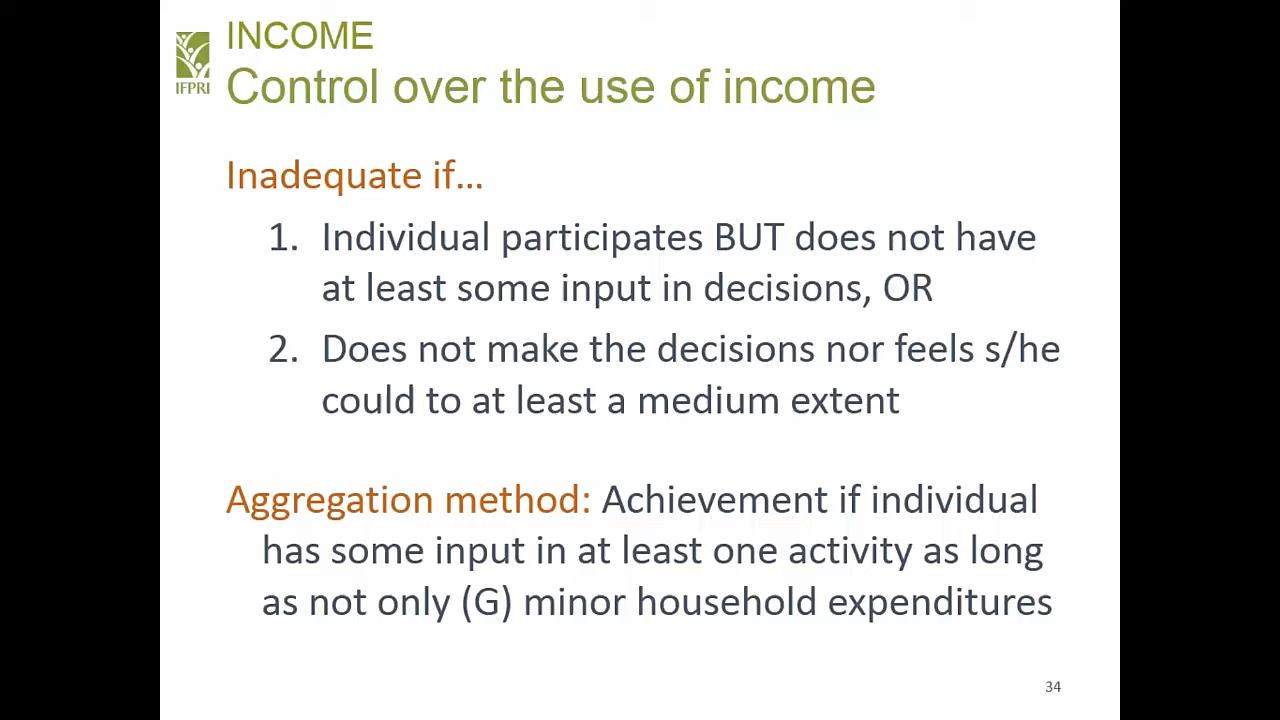 IFPRI
INCOME
Control over the use of income
Inadequate if…
1. Individual participates BUT does not have
at least some input in decisions, OR
2. Does not make the decisions nor feels s/he
could to at least a medium extent
Aggregation method: Achievement if individual
has some input in at least one activity as long
as not only (G) minor household expenditures
34